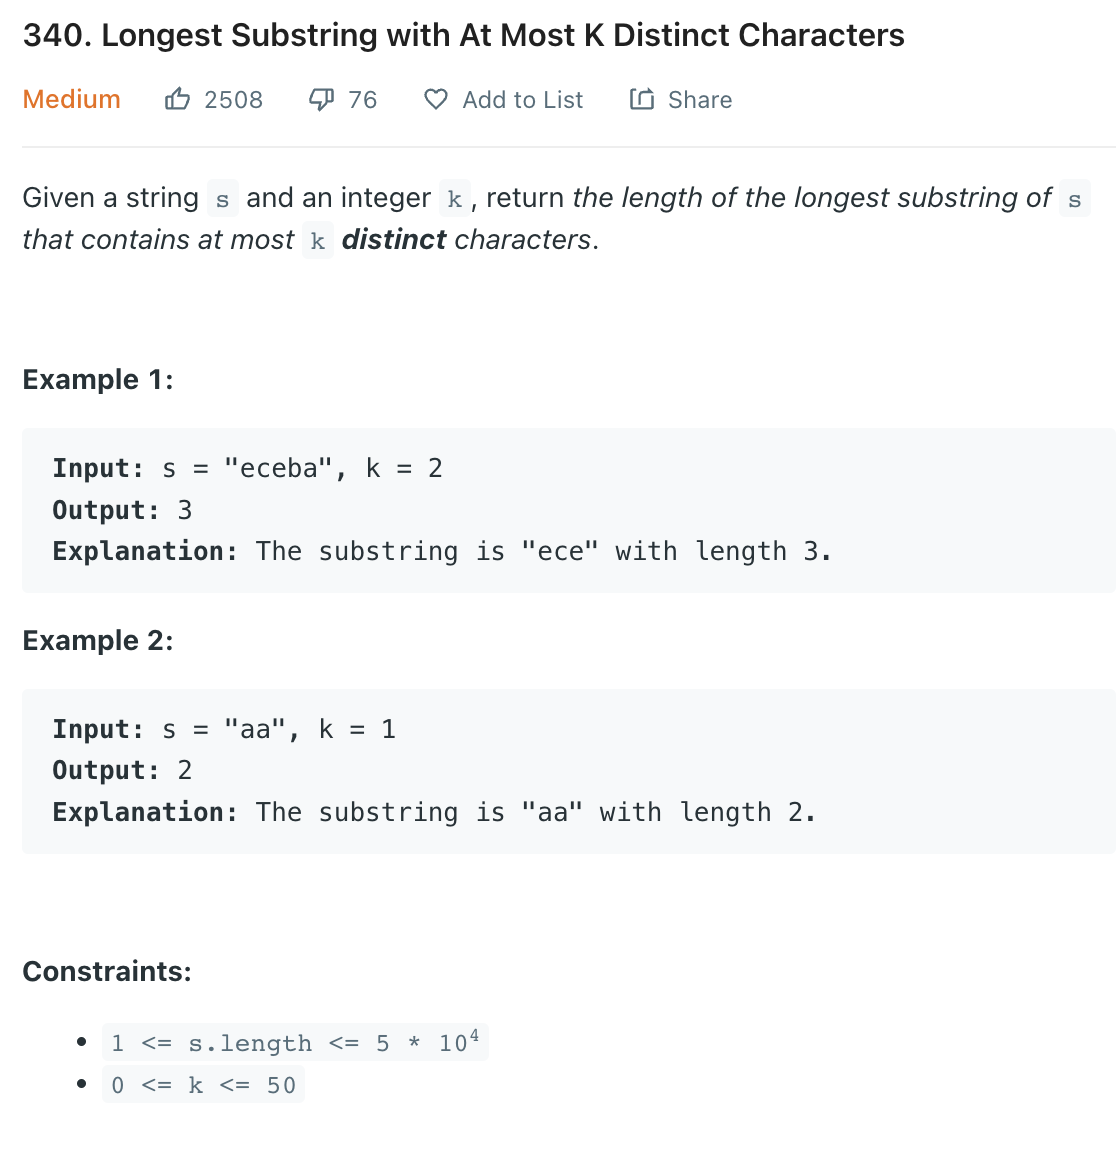 340. Longest Substring with At Most K Distinct Characters
Medium 2508 76 Add to List Share
Given a string s and an integer k, return the length of the longest substring of s
that contains at most k distinct characters.
Example 1:
Input: s = "eceba", k = 2
Output: 3
Explanation: The substring is "ece" with length 3.
Example 2:
Input: s = "aa", k = 1
Output: 2
Explanation: The substring is "aa" with length 2.
Constraints:
• 1 <= s.length <= 5 * 10⁴
• 0 <= k <= 50